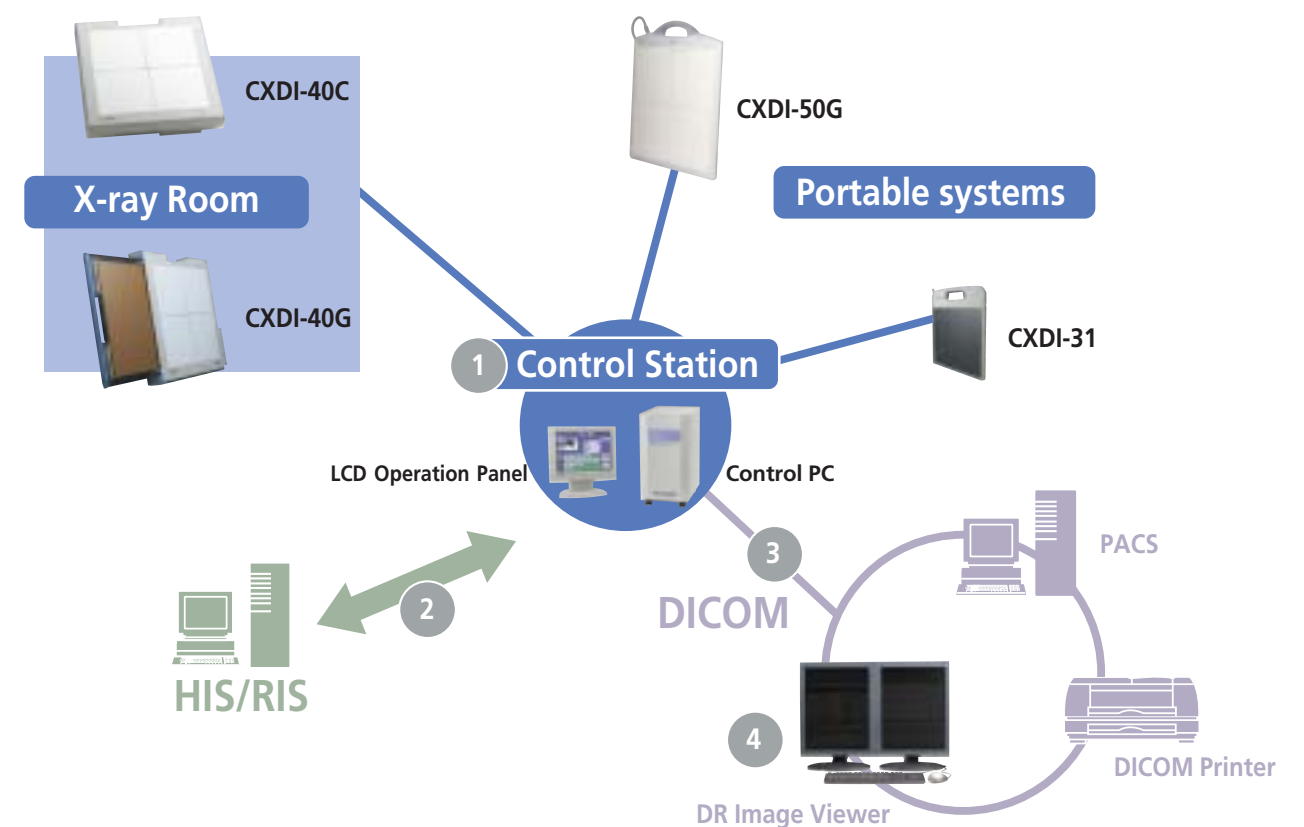 CXDI-40C
X-ray Room
CXDI-40G
CXDI-50G
Portable systems
CXDI-31
1
Control Station
LCD Operation Panel
Control PC
2
HIS/RIS
3
DICOM
PACS
4
DICOM Printer
DR Image Viewer